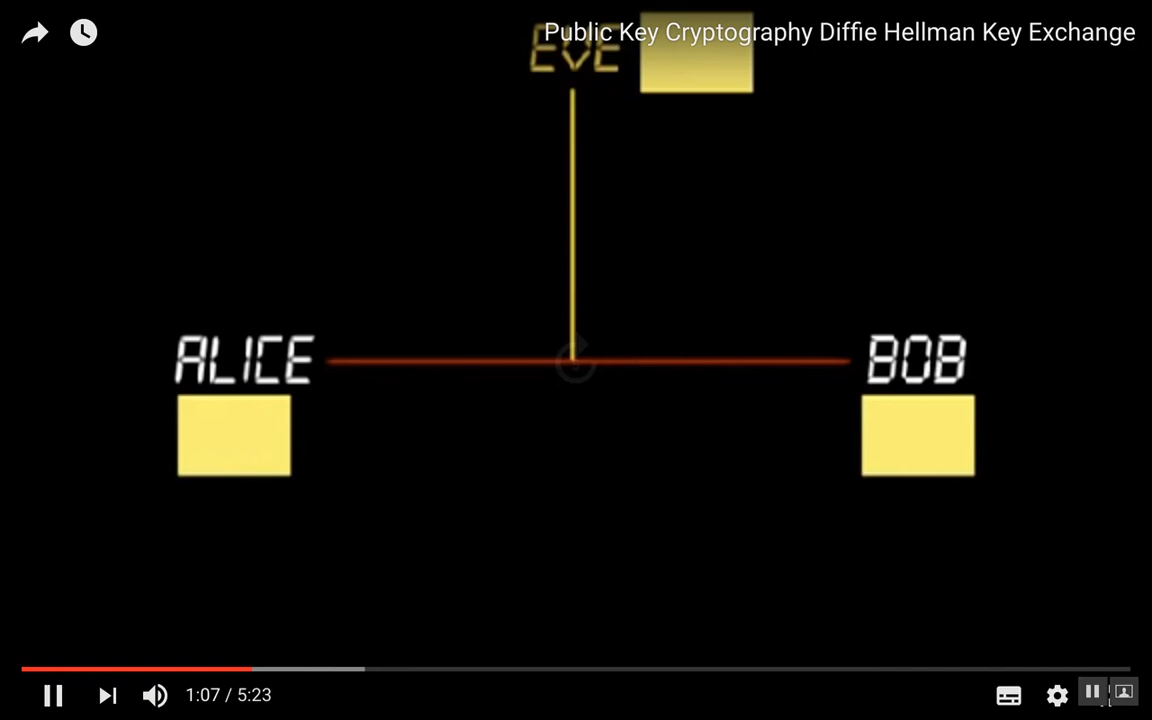 Public Key Cryptography Diffie Hellman Key Exchange
EVE
ALICE
BOB
1:07 / 5:23